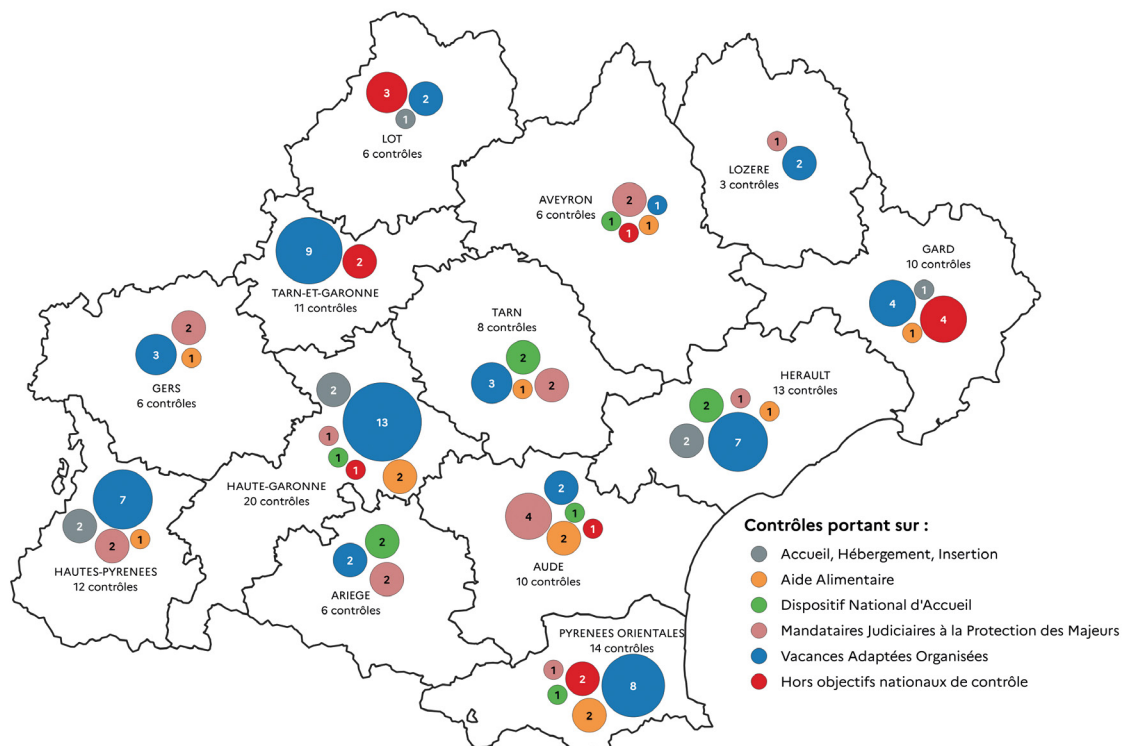 3
2
1
LOT
6 contrôles
1
2
LOZERE
3 contrôles
AVEYRON
6 contrôles
2
1
1
1
1
9
2
TARN-ET-GARONNE
11 contrôles
GARD
10 contrôles
1
4
4
1
2
3
1
GERS
6 contrôles
TARN
8 contrôles
2
3
1
2
HERAULT
13 contrôles
2
1
1
2
7
2
13
1
1
1
2
HAUTE-GARONNE
20 contrôles
7
2
2
1
HAUTES-PYRENEES
12 contrôles
2
4
1
1
2
AUDE
10 contrôles
2
2
2
ARIEGE
6 contrôles
PYRENEES ORIENTALES
14 contrôles
1
2
8
1
2
Contrôles portant sur :
Accueil, Hébergement, Insertion
Aide Alimentaire
Dispositif National d'Accueil
Mandataires Judiciaires à la Protection des Majeurs
Vacances Adaptées Organisées
Hors objectifs nationaux de contrôle